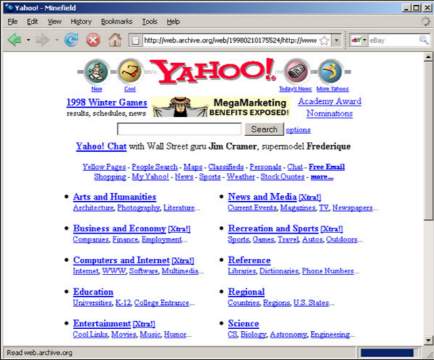 Yahoo! - Minefield
File Edit View History Bookmarks Tools Help
http://web.archive.org/web/19980210175524/http://www
eBay
New Cool YAHOO! Today's News More Yahoos
1998 Winter Games
results, schedules, news
MegaMarketing
BENEFITS EXPOSED!
Academy Award
Nominations
Search options
Yahoo! Chat with Wall Street guru Jim Cramer, supermodel Frederique
Yellow Pages - People Search - Maps - Classifieds - Personals - Chat - Free Email
Shopping - My Yahoo! - News - Sports - Weather - Stock Quotes - more...
Arts and Humanities
Architecture, Photography, Literature...
News and Media [Xtra!]
Current Events, Magazines, TV, Newspapers...
Business and Economy [Xtra!]
Companies, Finance, Employment...
Recreation and Sports [Xtra!]
Sports, Games, Travel, Autos, Outdoors...
Computers and Internet [Xtra!]
Internet, WWW, Software, Multimedia...
Reference
Libraries, Dictionaries, Phone Numbers...
Education
Universities, K-12, College Entrance...
Regional
Countries, Regions, U.S. States...
Entertainment [Xtra!]
Cool Links, Movies, Music, Humor...
Science
CS, Biology, Astronomy, Engineering...
Read web.archive.org